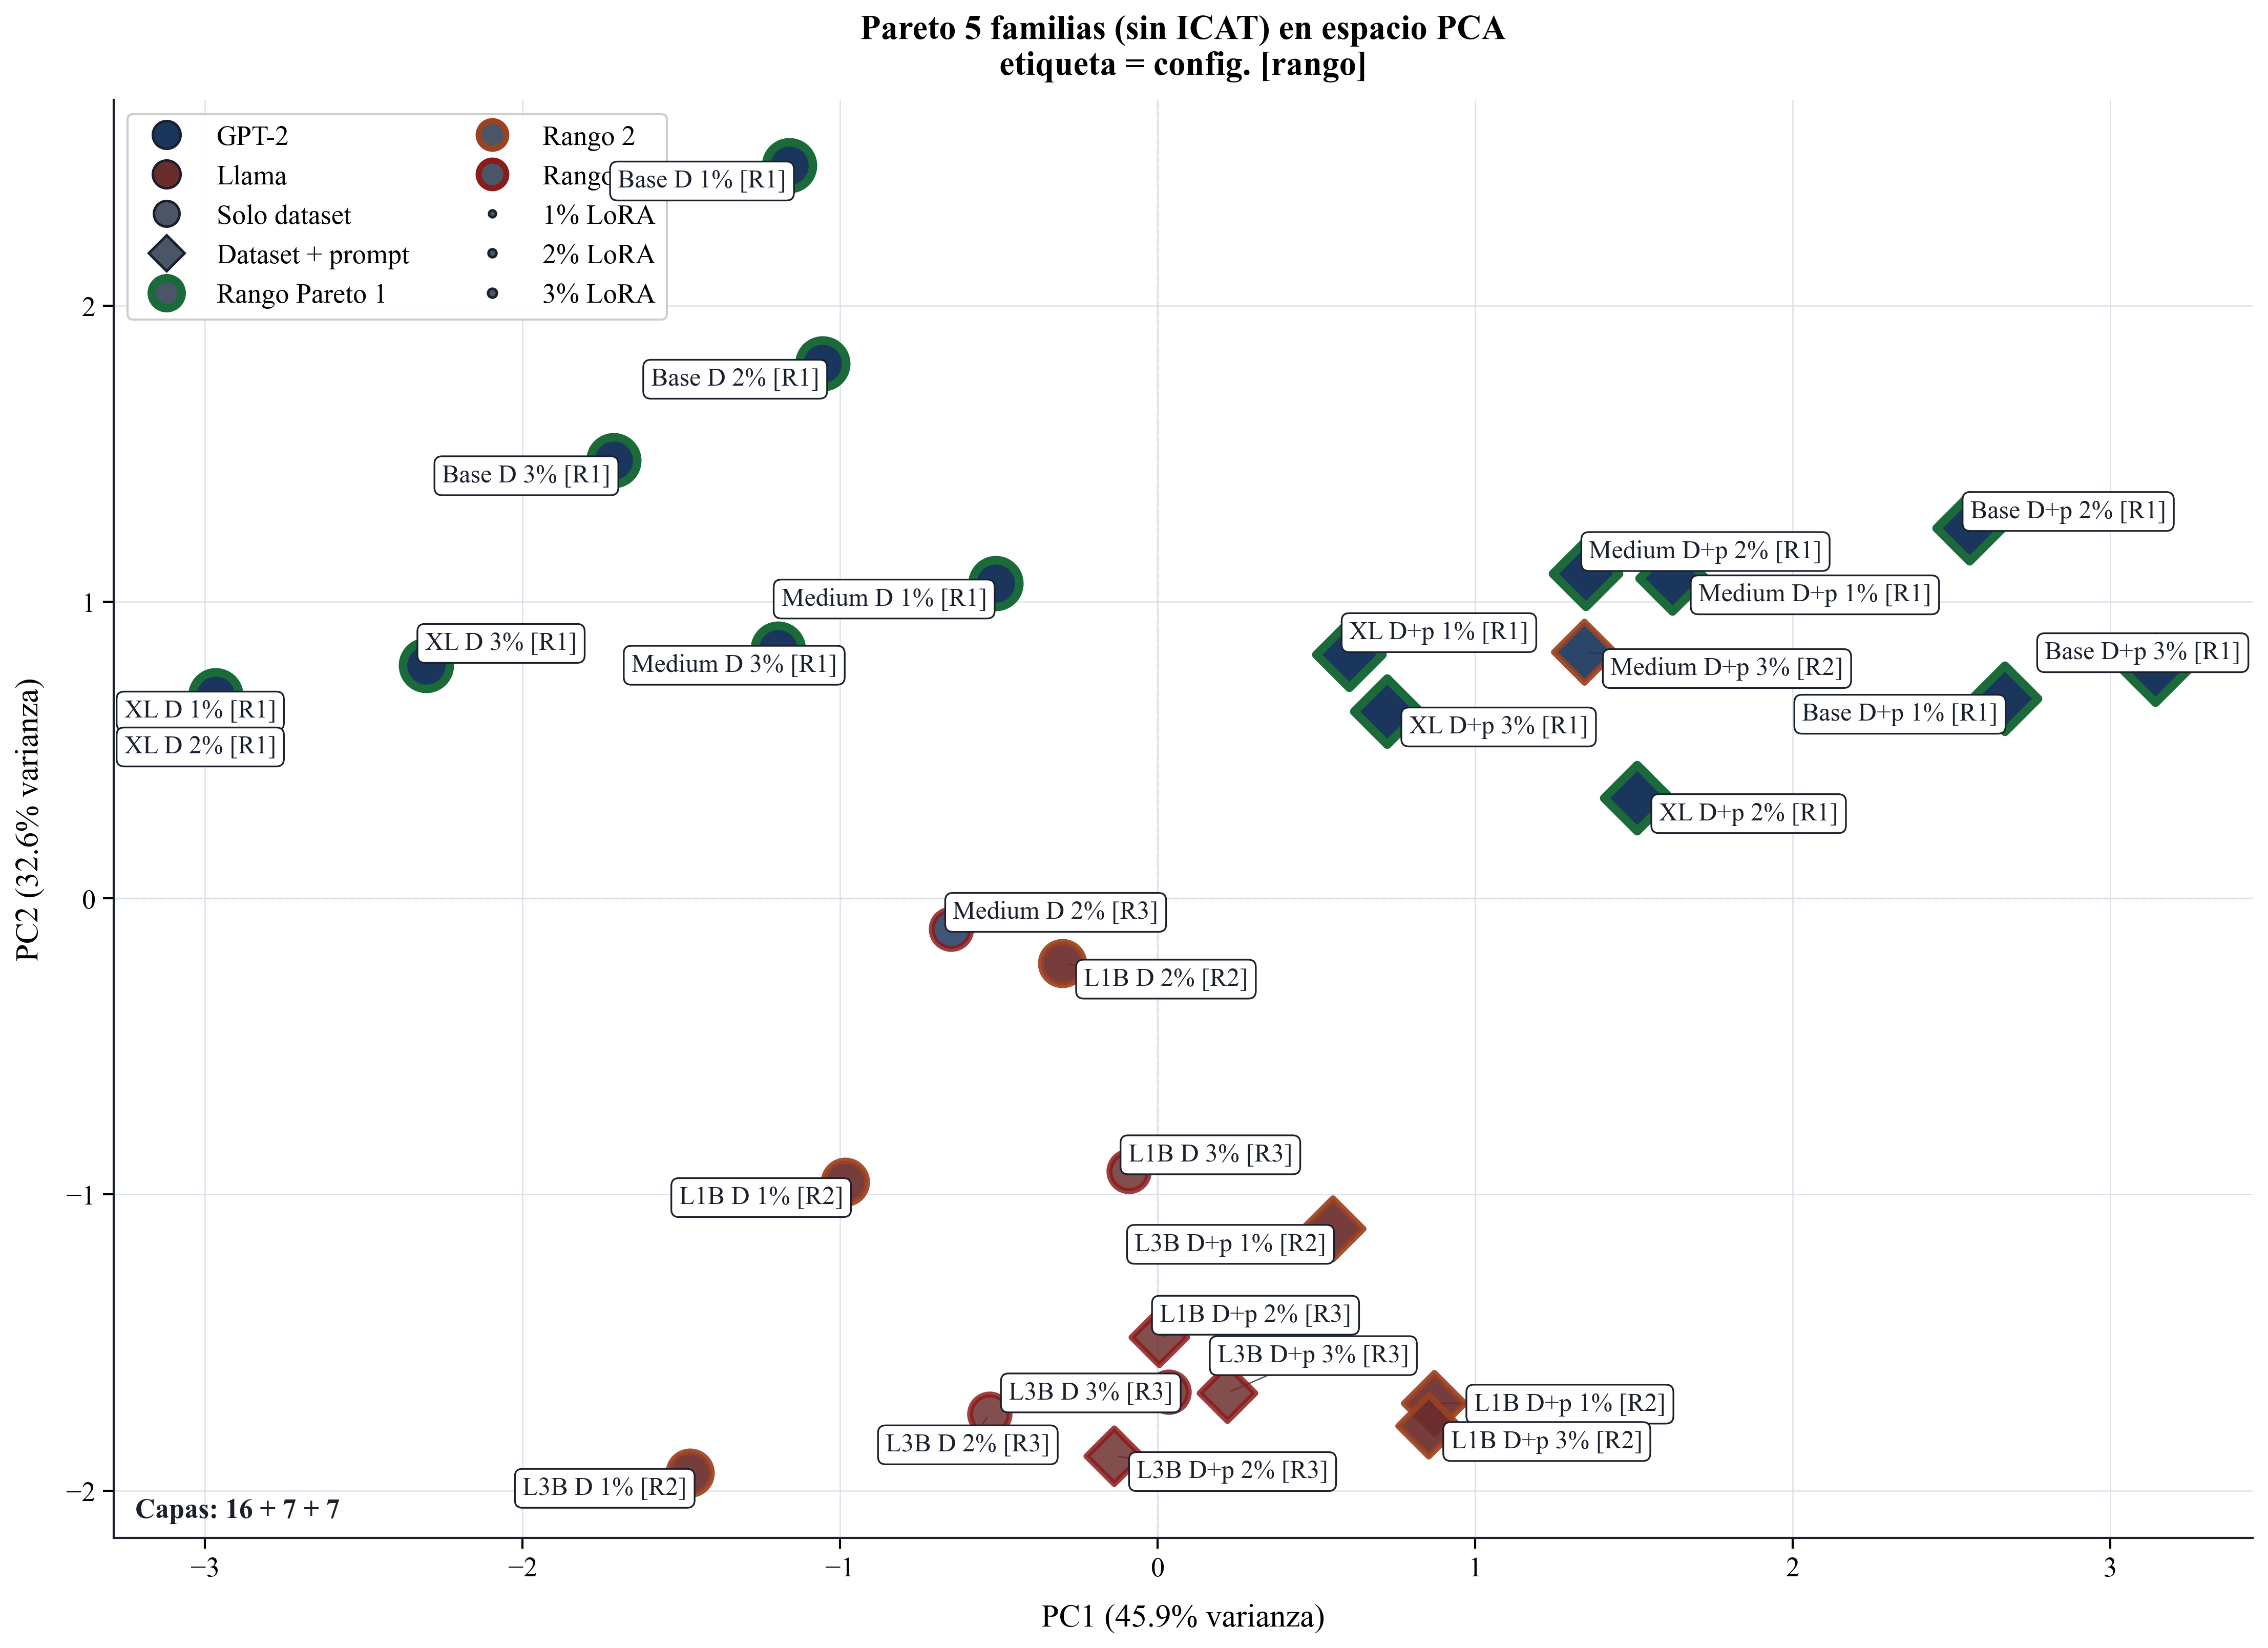 Pareto 5 familias (sin ICAT) en espacio PCA
etiqueta = config. [rango]
GPT-2
Llama
Solo dataset
Dataset + prompt
Rango Pareto 1
Rango 2
Rango
1% LoRA
2% LoRA
3% LoRA
Base D 1% [R1]
Base D 2% [R1]
Base D 3% [R1]
Base D+p 2% [R1]
Medium D+p 2% [R1]
Medium D 1% [R1]
Medium D+p 1% [R1]
XL D+p 1% [R1]
XL D 3% [R1]
Medium D 3% [R1]
Medium D+p 3% [R2]
Base D+p 3% [R1]
XL D 1% [R1]
Base D+p 1% [R1]
XL D+p 3% [R1]
XL D 2% [R1]
XL D+p 2% [R1]
Medium D 2% [R3]
L1B D 2% [R2]
L1B D 3% [R3]
L1B D 1% [R2]
L3B D+p 1% [R2]
L1B D+p 2% [R3]
L3B D+p 3% [R3]
L3B D 3% [R3]
L1B D+p 1% [R2]
L3B D 2% [R3]
L1B D+p 3% [R2]
L3B D+p 2% [R3]
L3B D 1% [R2]
Capas: 16 + 7 + 7
2
1
0
−1
−2
PC2 (32.6% varianza)
−3
−2
−1
0
1
2
3
PC1 (45.9% varianza)